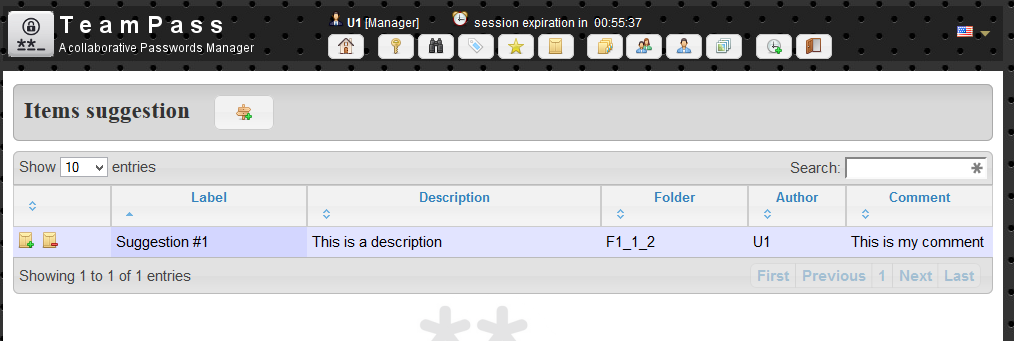 TeamPass
A collaborative Passwords Manager
U1 [Manager] session expiration in 00:55:37
Items suggestion
Show 10 entries Search:
Label Description Folder Author Comment
Suggestion #1 This is a description F1_1_2 U1 This is my comment
Showing 1 to 1 of 1 entries First Previous 1 Next Last